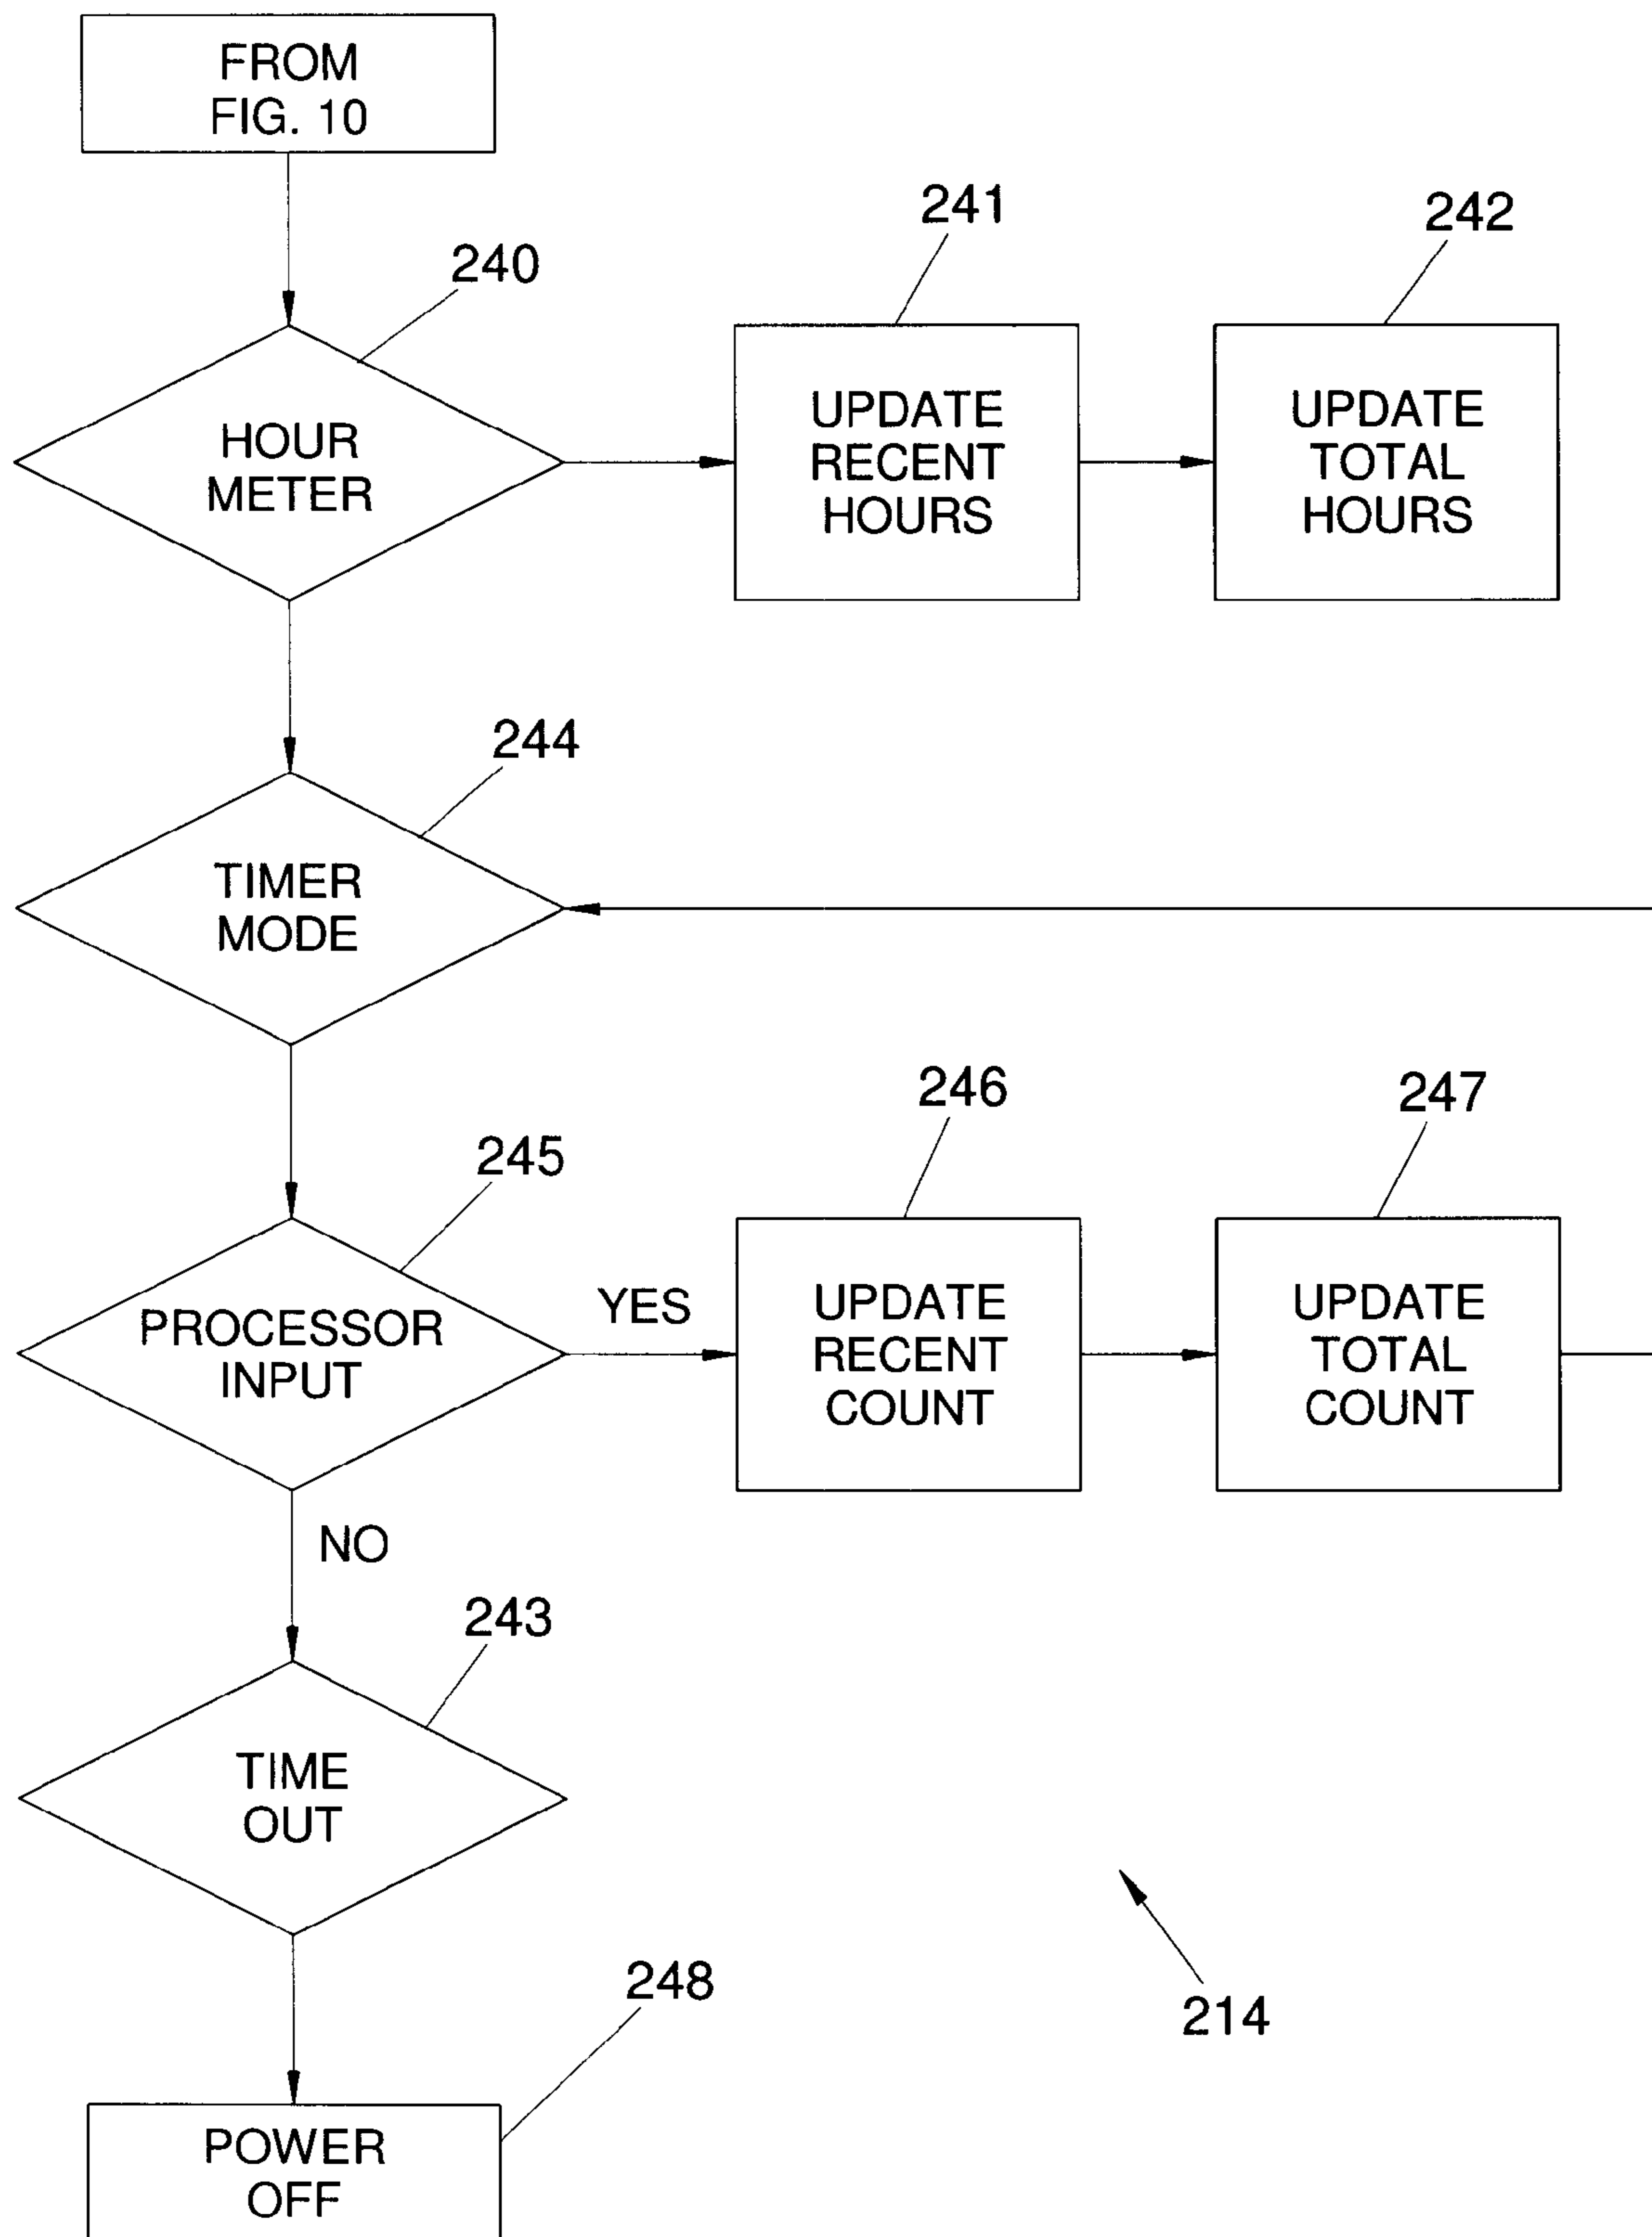 FROM
FIG. 10
240
241
242
HOUR
METER
UPDATE
RECENT
HOURS
UPDATE
TOTAL
HOURS
244
TIMER
MODE
245
246
247
PROCESSOR
INPUT
YES
UPDATE
RECENT
COUNT
UPDATE
TOTAL
COUNT
NO
243
TIME
OUT
248
214
POWER
OFF